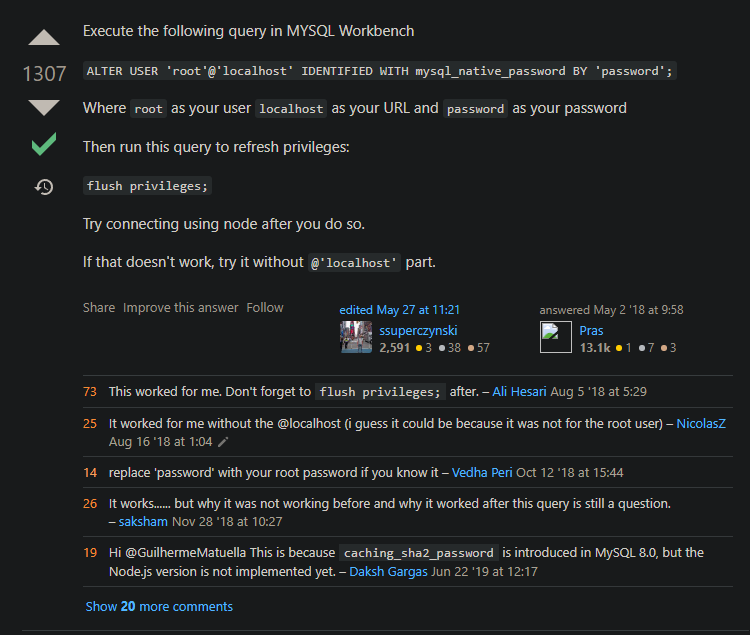 Execute the following query in MYSQL Workbench
1307
ALTER USER 'root'@'localhost' IDENTIFIED WITH mysql_native_password BY 'password';
Where root as your user localhost as your URL and password as your password
Then run this query to refresh privileges:
flush privileges;
Try connecting using node after you do so.
If that doesn't work, try it without @'localhost' part.
Share Improve this answer Follow
edited May 27 at 11:21
ssuperczynski
2,591 3 38 57
answered May 2 '18 at 9:58
Pras
13.1k 1 7 3
73 This worked for me. Don't forget to flush privileges; after. – Ali Hesari Aug 5 '18 at 5:29
25 It worked for me without the @localhost (i guess it could be because it was not for the root user) – NicolasZ
Aug 16 '18 at 1:04
14 replace 'password' with your root password if you know it – Vedha Peri Oct 12 '18 at 15:44
26 It works...... but why it was not working before and why it worked after this query is still a question.
– saksham Nov 28 '18 at 10:27
19 Hi @GuilhermeMatuella This is because caching_sha2_password is introduced in MySQL 8.0, but the
Node.js version is not implemented yet. – Daksh Gargas Jun 22 '19 at 12:17
Show 20 more comments